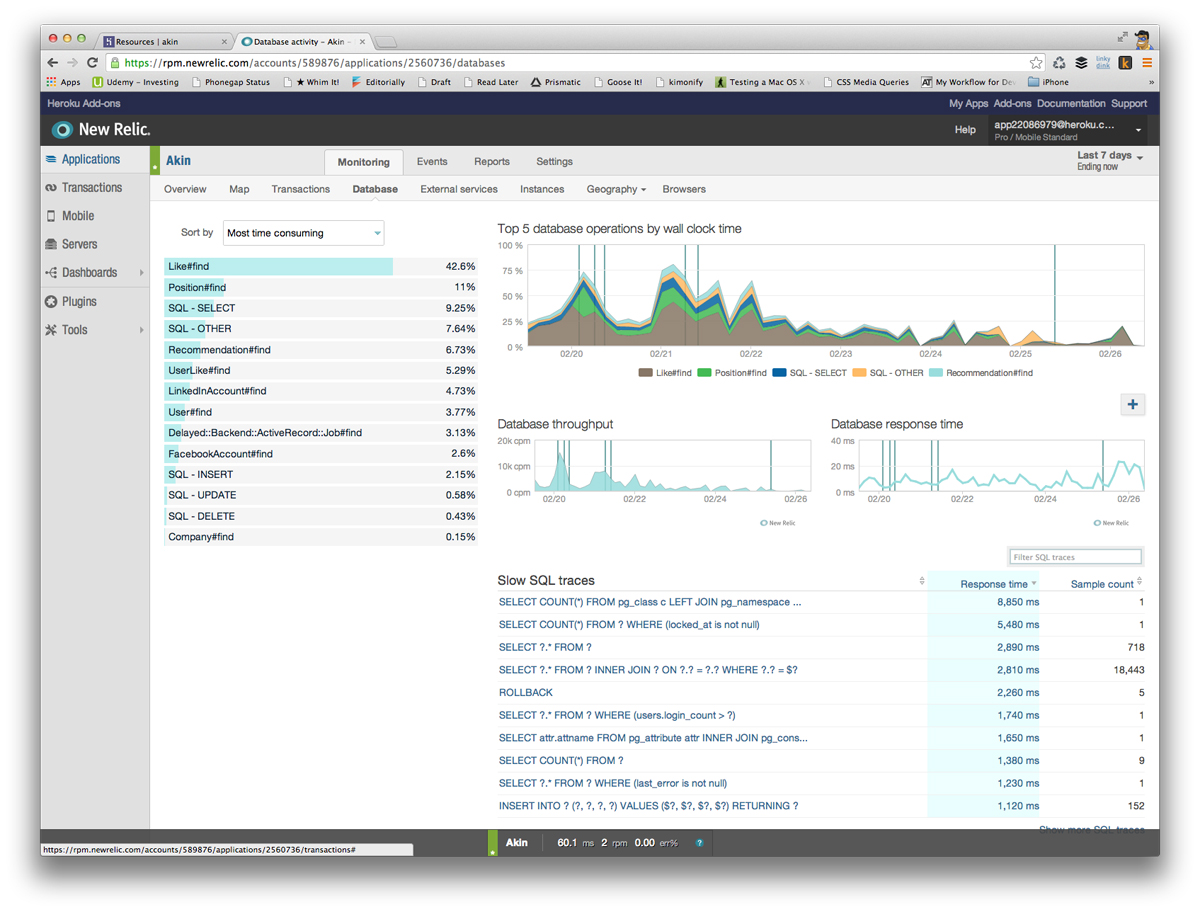 Resources | akin
Database activity - Akin -
https://rpm.newrelic.com/accounts/589876/applications/2560736/databases
Apps Udemy - Investing Phonegap Status ★ Whim It! Editorially Draft Read Later Prismatic Goose It! kimonify Testing a Mac OS X CSS Media Queries My Workflow for De iPhone »
linky dink
Heroku Add-ons My Apps Add-ons Documentation Support
New Relic. Help app22086979@heroku.c...
Pro / Mobile Standard
Applications
Transactions
Mobile
Servers
Dashboards
Plugins
Tools
Akin Monitoring Events Reports Settings Last 7 days
Ending now
Overview Map Transactions Database External services Instances Geography Browsers
Sort by Most time consuming
Like#find 42.6%
Position#find 11%
SQL - SELECT 9.25%
SQL - OTHER 7.64%
Recommendation#find 6.73%
UserLike#find 5.29%
LinkedInAccount#find 4.73%
User#find 3.77%
Delayed::Backend::ActiveRecord::Job#find 3.13%
FacebookAccount#find 2.6%
SQL - INSERT 2.15%
SQL - UPDATE 0.58%
SQL - DELETE 0.43%
Company#find 0.15%
Top 5 database operations by wall clock time
100 %
75 %
50 %
25 %
0 %
02/20 02/21 02/22 02/23 02/24 02/25 02/26
Like#find Position#find SQL - SELECT SQL - OTHER Recommendation#find
+
Database throughput
20k cpm
10k cpm
0 cpm
02/20 02/22 02/24 02/26
New Relic
Database response time
40 ms
20 ms
0 ms
02/20 02/22 02/24 02/26
New Relic
Filter SQL traces
Slow SQL traces Response time Sample count
SELECT COUNT(*) FROM pg_class c LEFT JOIN pg_namespace ... 8,850 ms 1
SELECT COUNT(*) FROM ? WHERE (locked_at is not null) 5,480 ms 1
SELECT ?.* FROM ? 2,890 ms 718
SELECT ?.* FROM ? INNER JOIN ? ON ?.? = ?.? WHERE ?.? = $? 2,810 ms 18,443
ROLLBACK 2,260 ms 5
SELECT ?.* FROM ? WHERE (users.login_count > ?) 1,740 ms 1
SELECT attr.attname FROM pg_attribute attr INNER JOIN pg_cons... 1,650 ms 1
SELECT COUNT(*) FROM ? 1,380 ms 9
SELECT ?.* FROM ? WHERE (last_error is not null) 1,230 ms 1
INSERT INTO ? (?, ?, ?, ?) VALUES ($?, $?, $?, $?) RETURNING ? 1,120 ms 152
Show more SQL traces
Akin 60.1 ms 2 rpm 0.00 err% ?
https://rpm.newrelic.com/accounts/589876/applications/2560736/transactions#